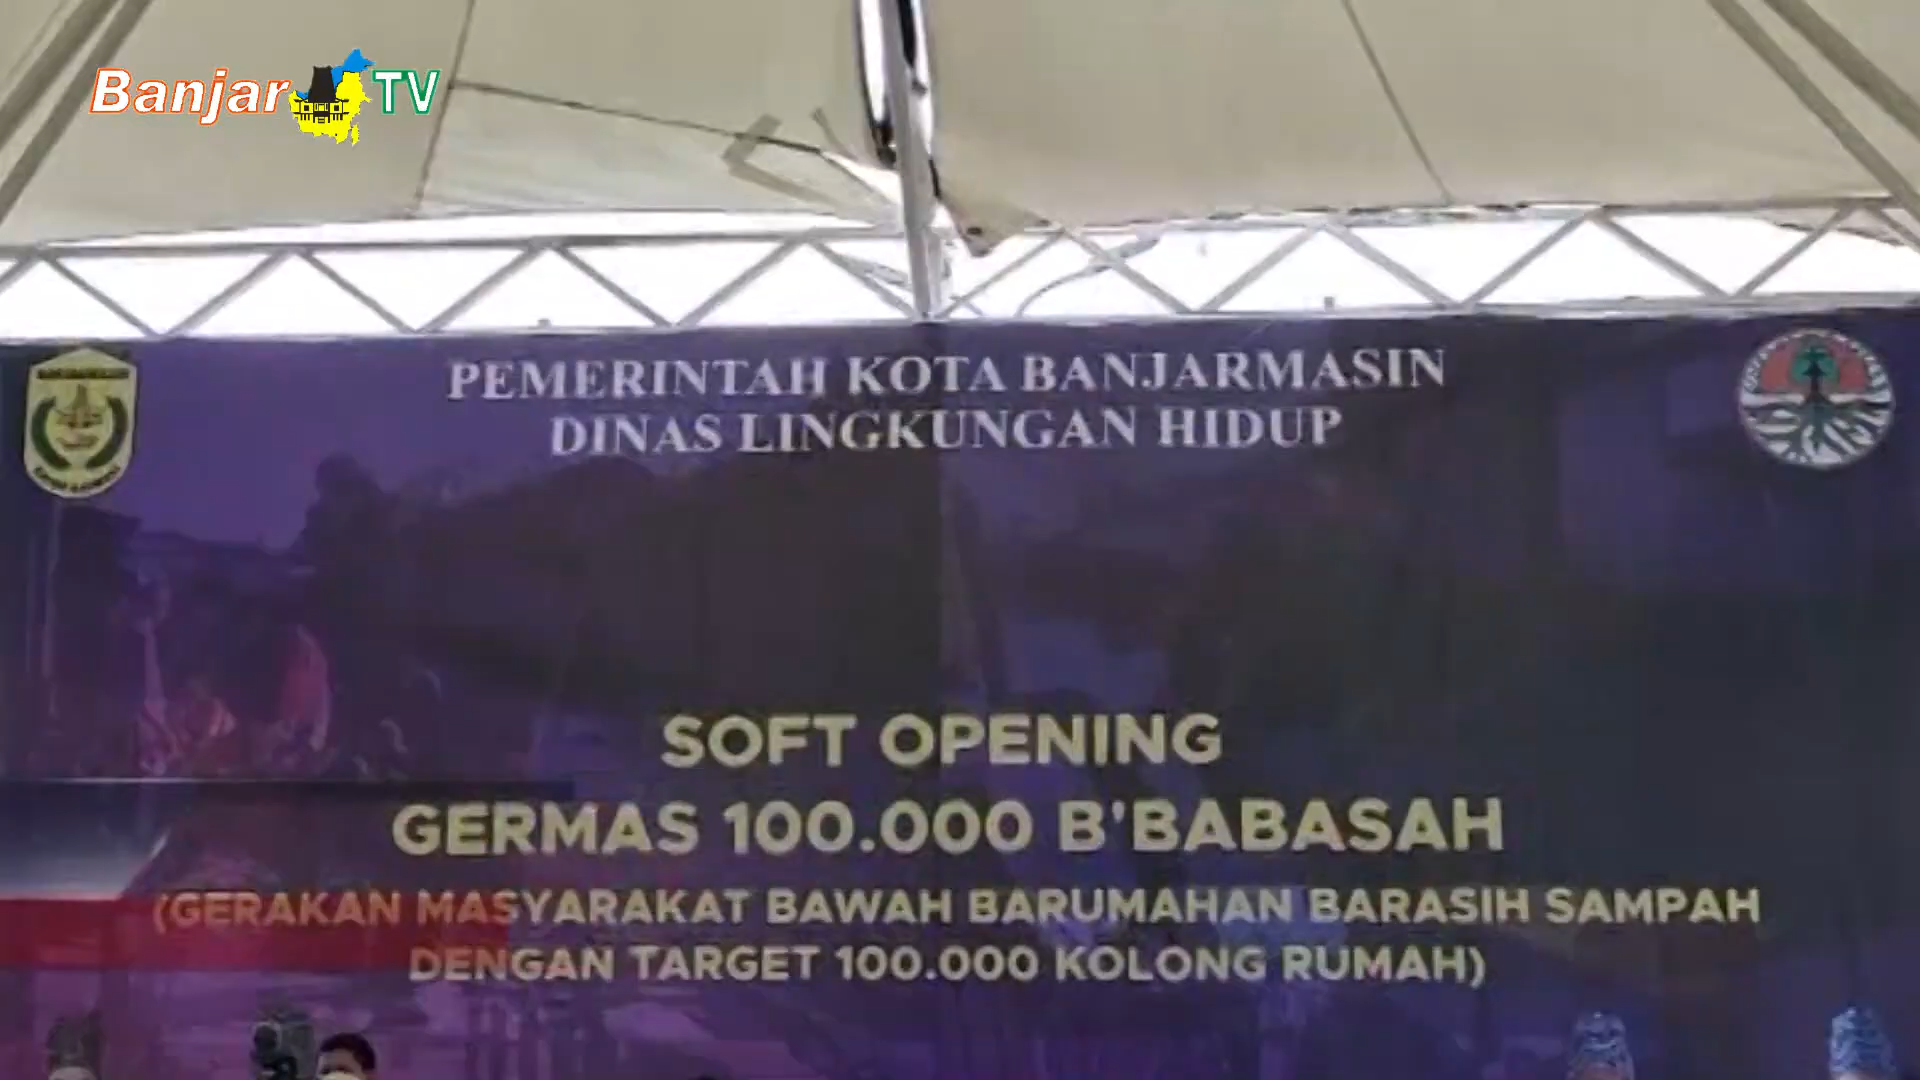 Banjar TV
PEMERINTAH KOTA BANJARMASIN
DINAS LINGKUNGAN HIDUP
SOFT OPENING
GERMAS 100.000 B'BABASAH
(GERAKAN MASYARAKAT BAWAH BARUMAHAN BARASIH SAMPAH
DENGAN TARGET 100.000 KOLONG RUMAH)